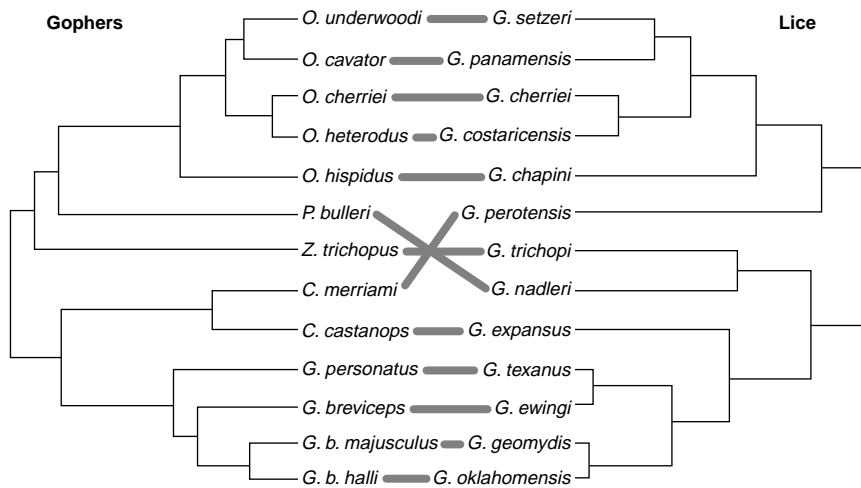 Gophers Lice
O. underwoodi G. setzeri
O. cavator G. panamensis
O. cherriei G. cherriei
O. heterodus G. costaricensis
O. hispidus G. chapini
P. bulleri G. perotensis
Z. trichopus G. trichopi
C. merriami G. nadleri
C. castanops G. expansus
G. personatus G. texanus
G. breviceps G. ewingi
G. b. majusculus G. geomydis
G. b. halli G. oklahomensis